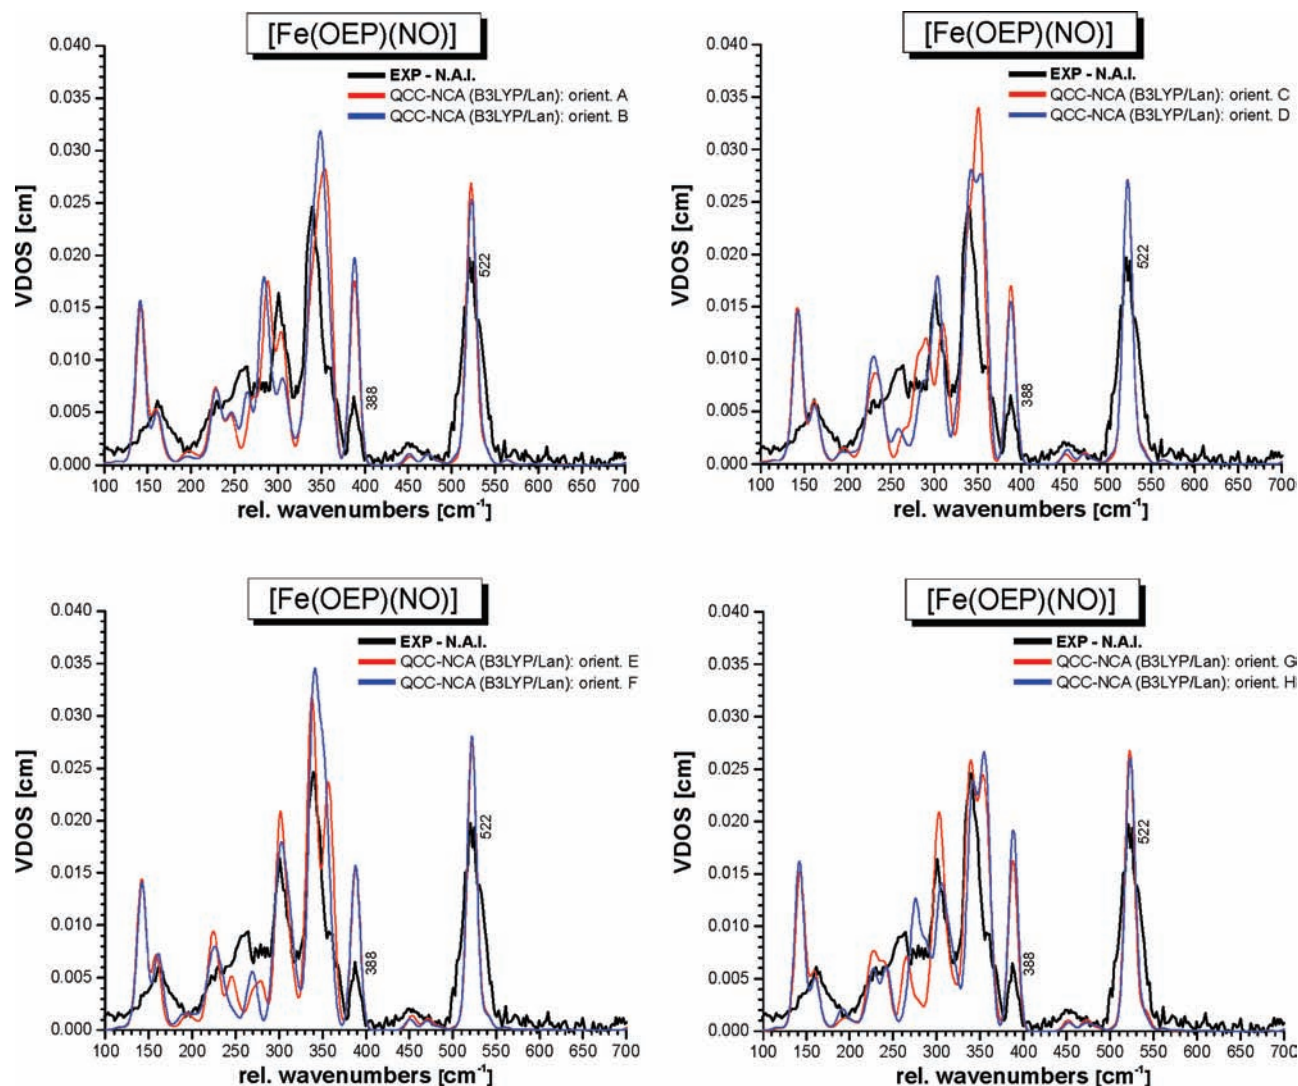 [Fe(OEP)(NO)]
EXP - N.A.I.
QCC-NCA (B3LYP/Lan): orient. A
QCC-NCA (B3LYP/Lan): orient. B
0.040
0.035
0.030
0.025
0.020
0.015
0.010
0.005
0.000
VDOS [cm]
388
522
100 150 200 250 300 350 400 450 500 550 600 650 700
rel. wavenumbers [cm-1]
[Fe(OEP)(NO)]
EXP - N.A.I.
QCC-NCA (B3LYP/Lan): orient. C
QCC-NCA (B3LYP/Lan): orient. D
0.040
0.035
0.030
0.025
0.020
0.015
0.010
0.005
0.000
VDOS [cm]
388
522
100 150 200 250 300 350 400 450 500 550 600 650 700
rel. wavenumbers [cm-1]
[Fe(OEP)(NO)]
EXP - N.A.I.
QCC-NCA (B3LYP/Lan): orient. E
QCC-NCA (B3LYP/Lan): orient. F
0.040
0.035
0.030
0.025
0.020
0.015
0.010
0.005
0.000
VDOS [cm]
388
522
100 150 200 250 300 350 400 450 500 550 600 650 700
rel. wavenumbers [cm-1]
[Fe(OEP)(NO)]
EXP - N.A.I.
QCC-NCA (B3LYP/Lan): orient. G
QCC-NCA (B3LYP/Lan): orient. H
0.040
0.035
0.030
0.025
0.020
0.015
0.010
0.005
0.000
VDOS [cm]
388
522
100 150 200 250 300 350 400 450 500 550 600 650 700
rel. wavenumbers [cm-1]